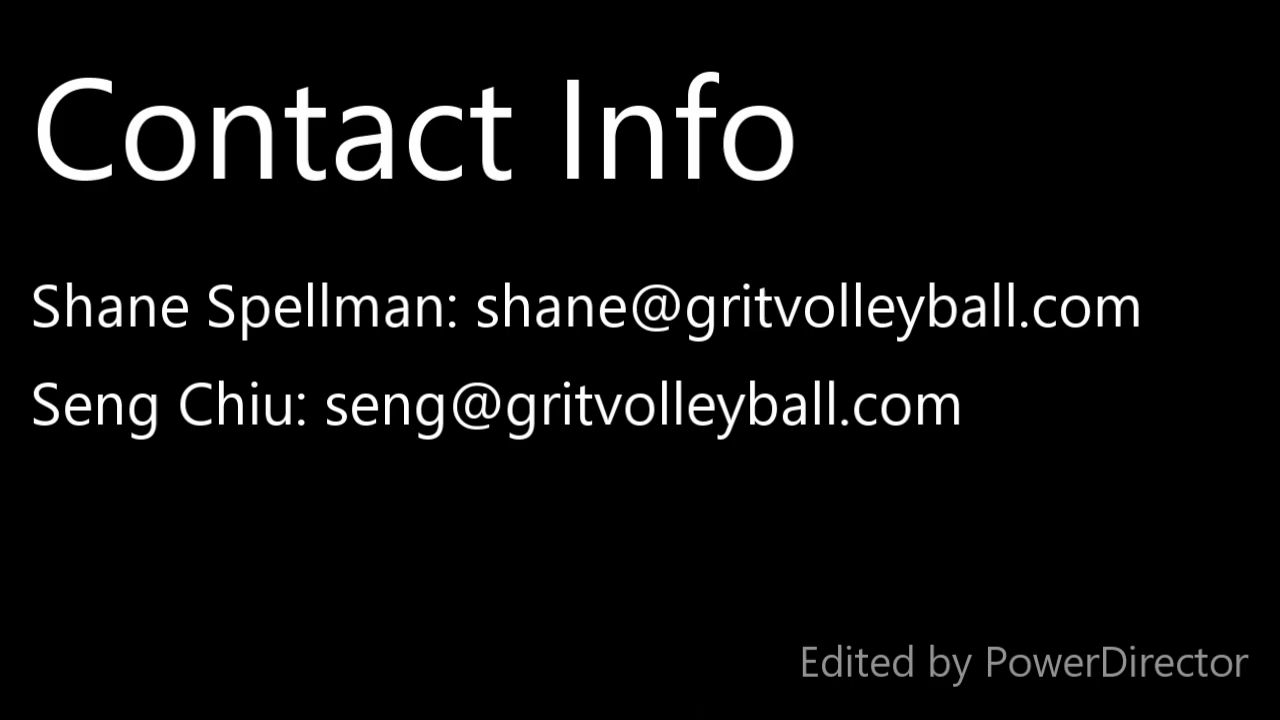 Contact Info
Shane Spellman: shane@gritvolleyball.com
Seng Chiu: seng@gritvolleyball.com
Edited by PowerDirector